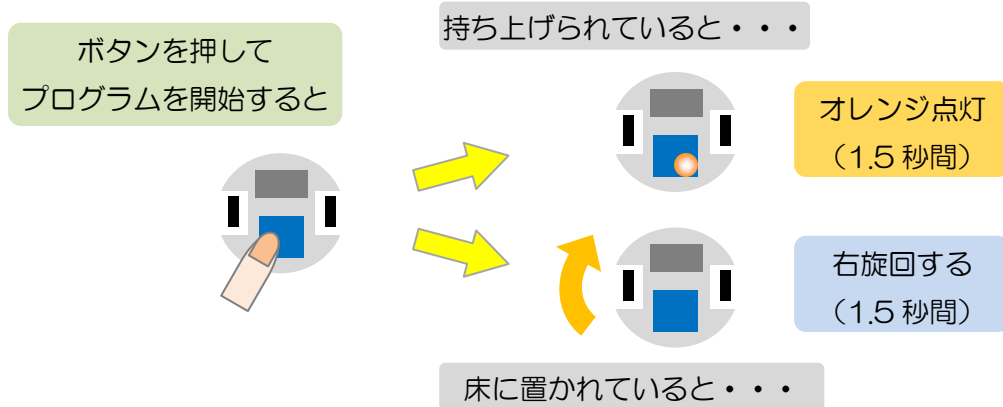 持ち上げられていると・・・
ボタンを押して
プログラムを開始すると
オレンジ点灯
（1.5 秒間）
右旋回する
（1.5 秒間）
床に置かれていると・・・